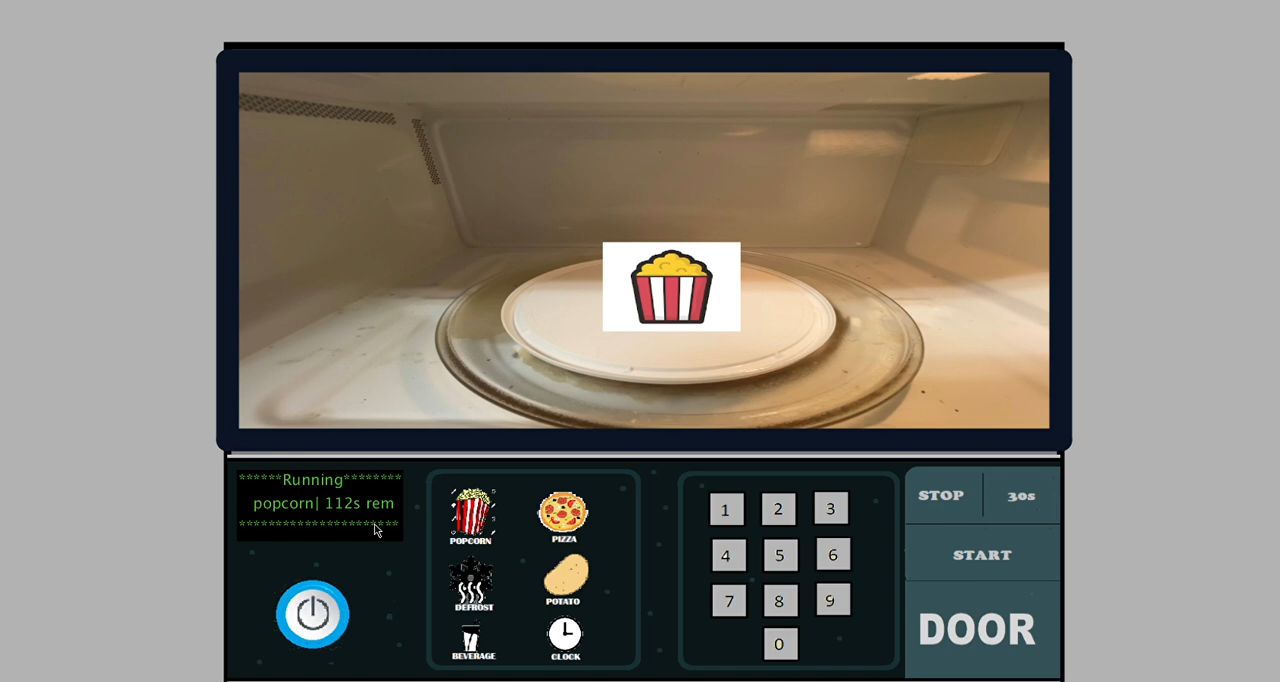 ******Running********
popcorn| 112s rem
**********************
POPCORN
PIZZA
DEFROST
POTATO
BEVERAGE
CLOCK
1 2 3
4 5 6
7 8 9
0
STOP 30s
START
DOOR